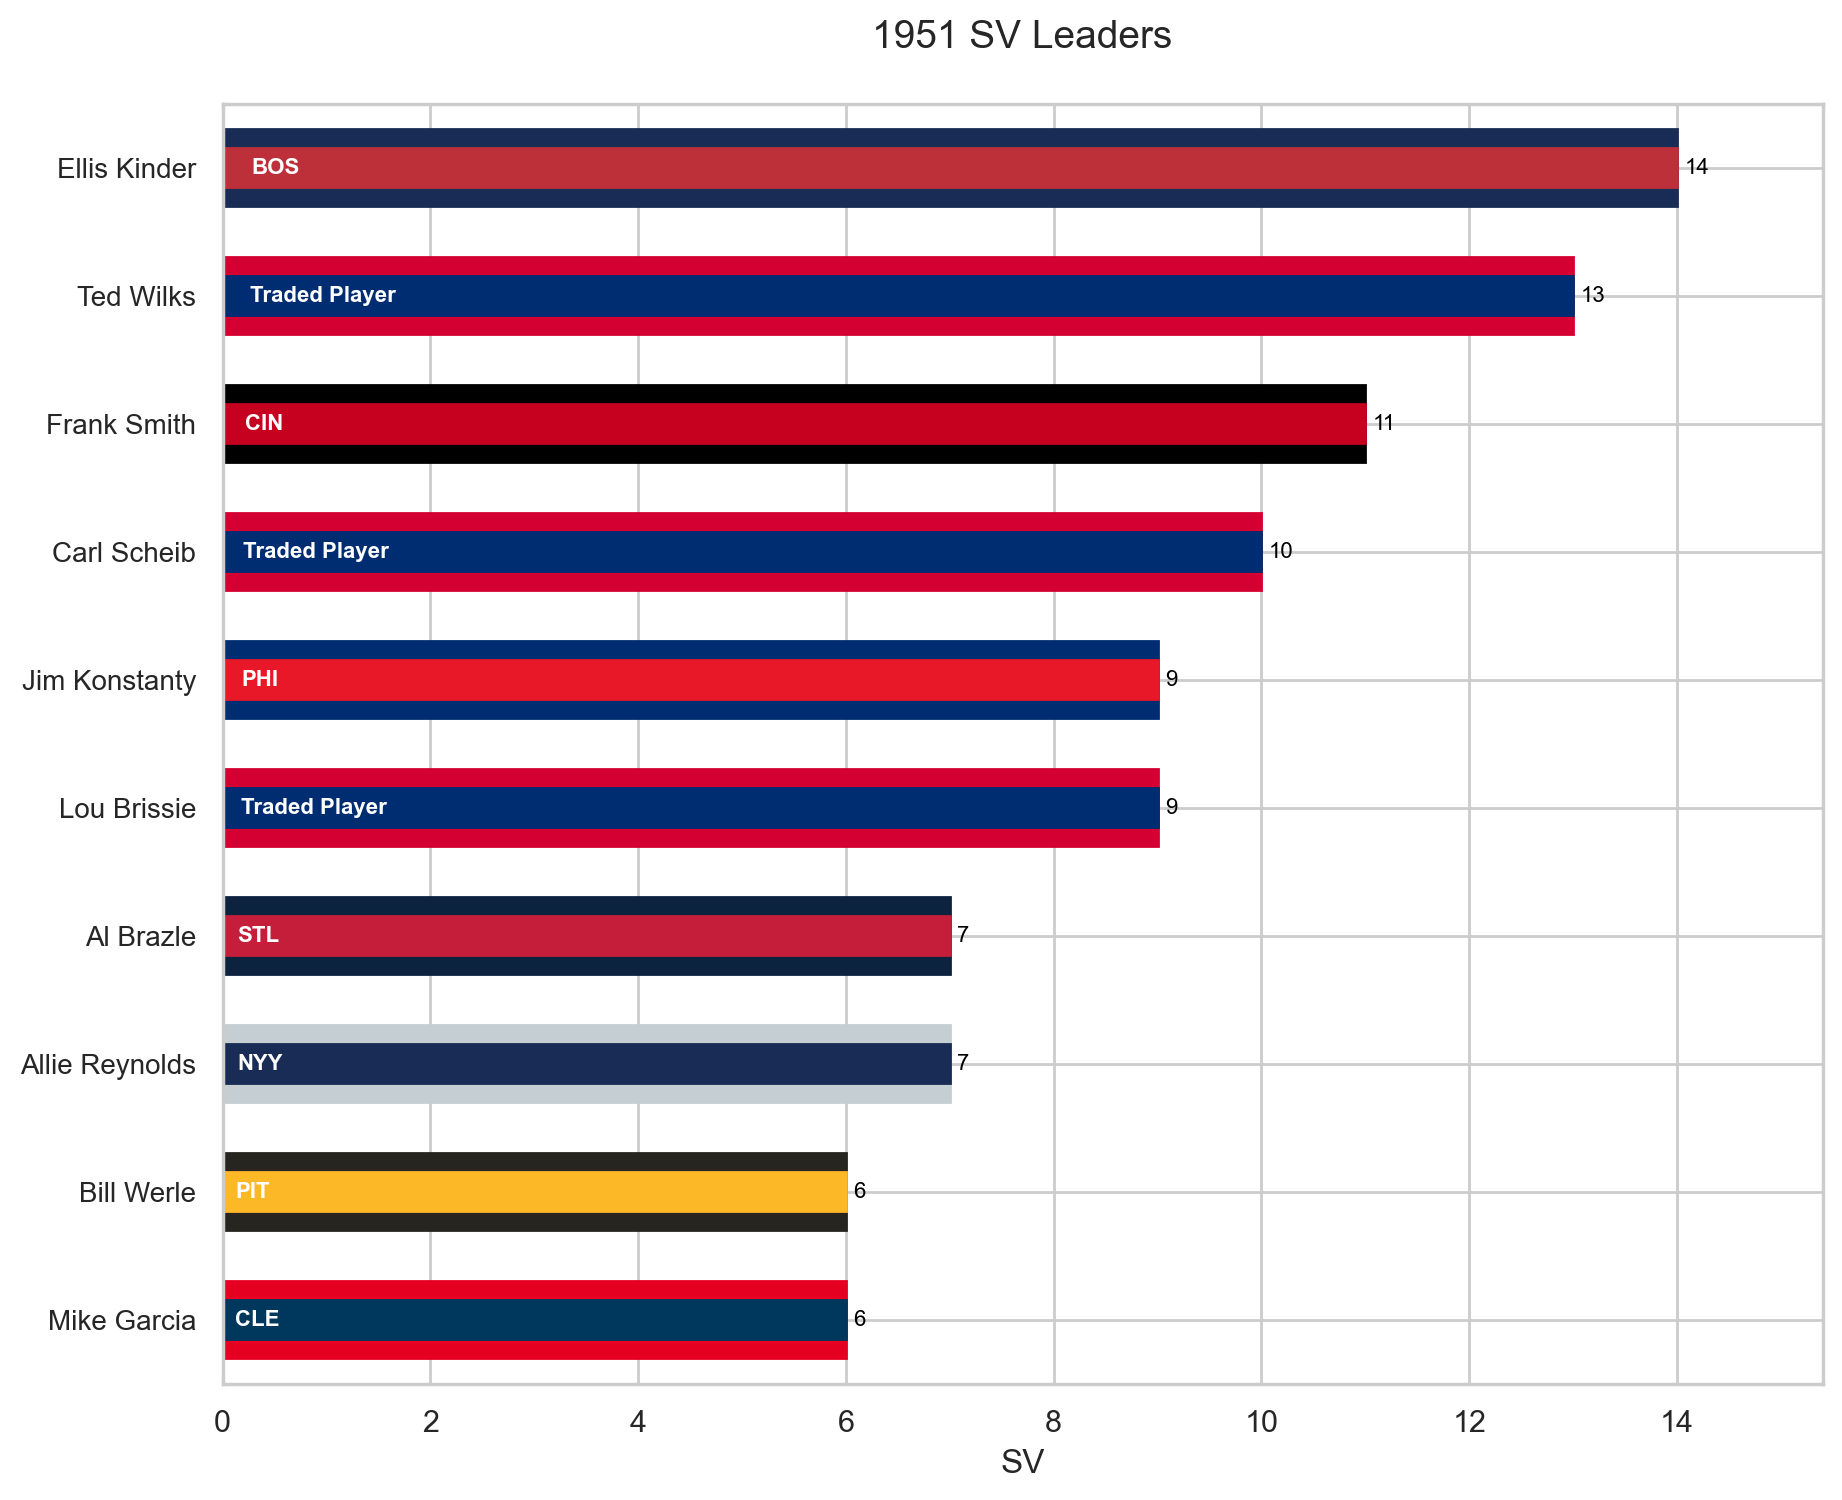 1951 SV Leaders
Ellis Kinder BOS 14
Ted Wilks Traded Player 13
Frank Smith CIN 11
Carl Scheib Traded Player 10
Jim Konstanty PHI 9
Lou Brissie Traded Player 9
Al Brazle STL 7
Allie Reynolds NYY 7
Bill Werle PIT 6
Mike Garcia CLE 6
0 2 4 6 8 10 12 14
SV